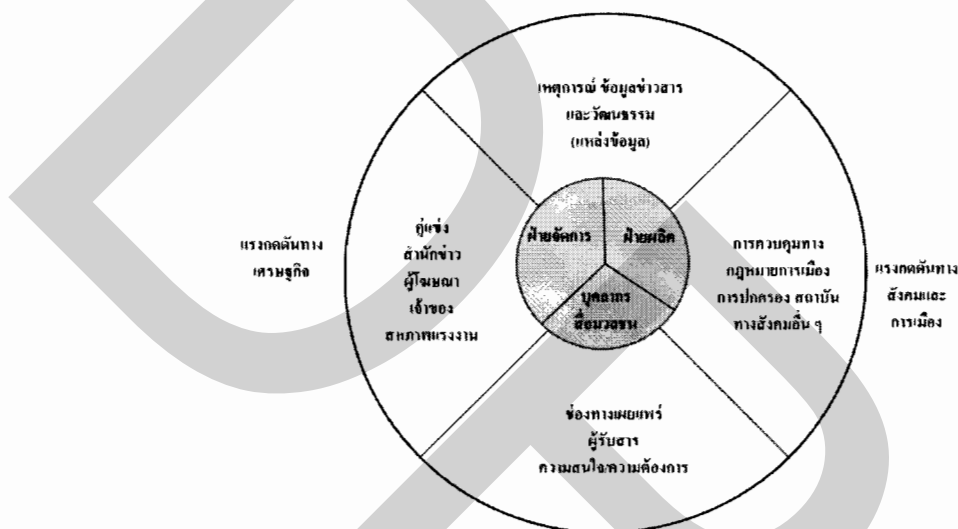 เหตุการณ์ ข้อมูลข่าวสาร
และวัฒนธรรม
(แหล่งข้อมูล)
แรงกดดันทาง
เศรษฐกิจ
คู่แข่ง
สำนักข่าว
ผู้โฆษณา
เจ้าของ
สหภาพแรงงาน
ฝ่ายจัดการ
ฝ่ายผลิต
บุคลากร
สื่อมวลชน
การควบคุมทาง
กฎหมายการเมือง
การปกครอง สถาบัน
ทางสังคมอื่น ๆ
แรงกดดันทาง
สังคมและ
การเมือง
ช่องทางเผยแพร่
ผู้รับสาร
ความสนใจ/ความต้องการ